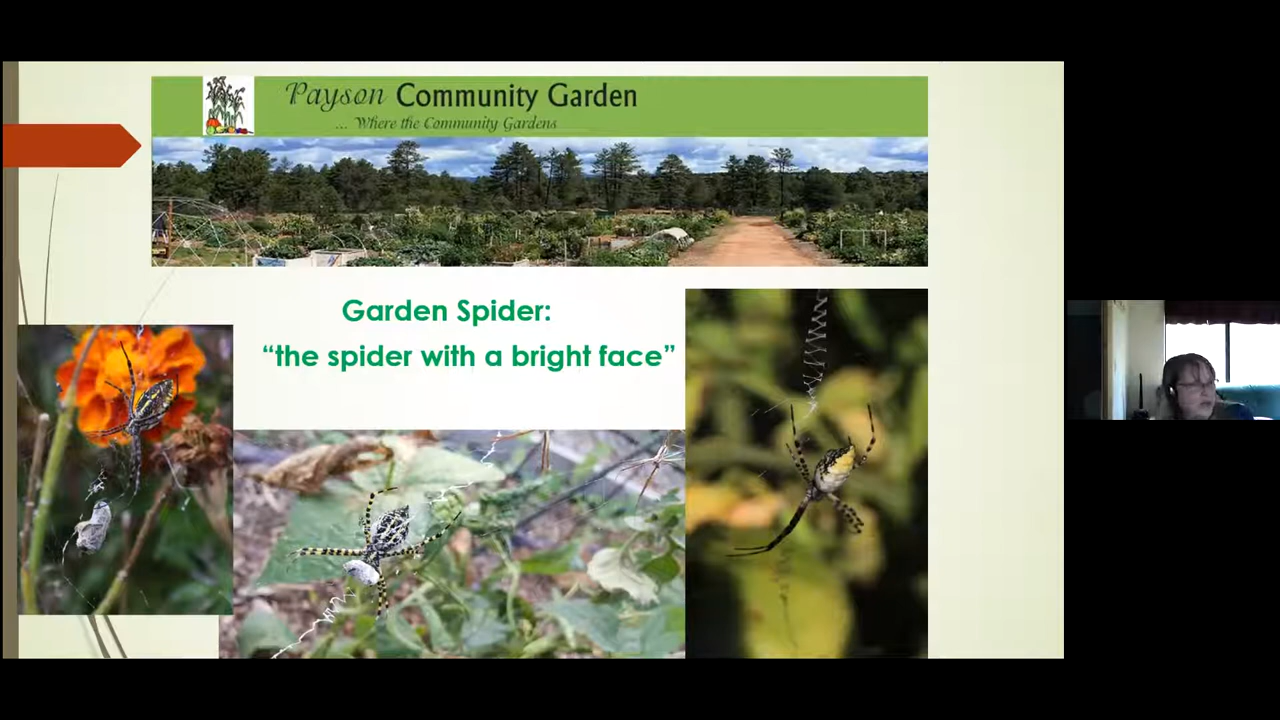 Payson Community Garden
... Where the Community Gardens
Garden Spider:
“the spider with a bright face”